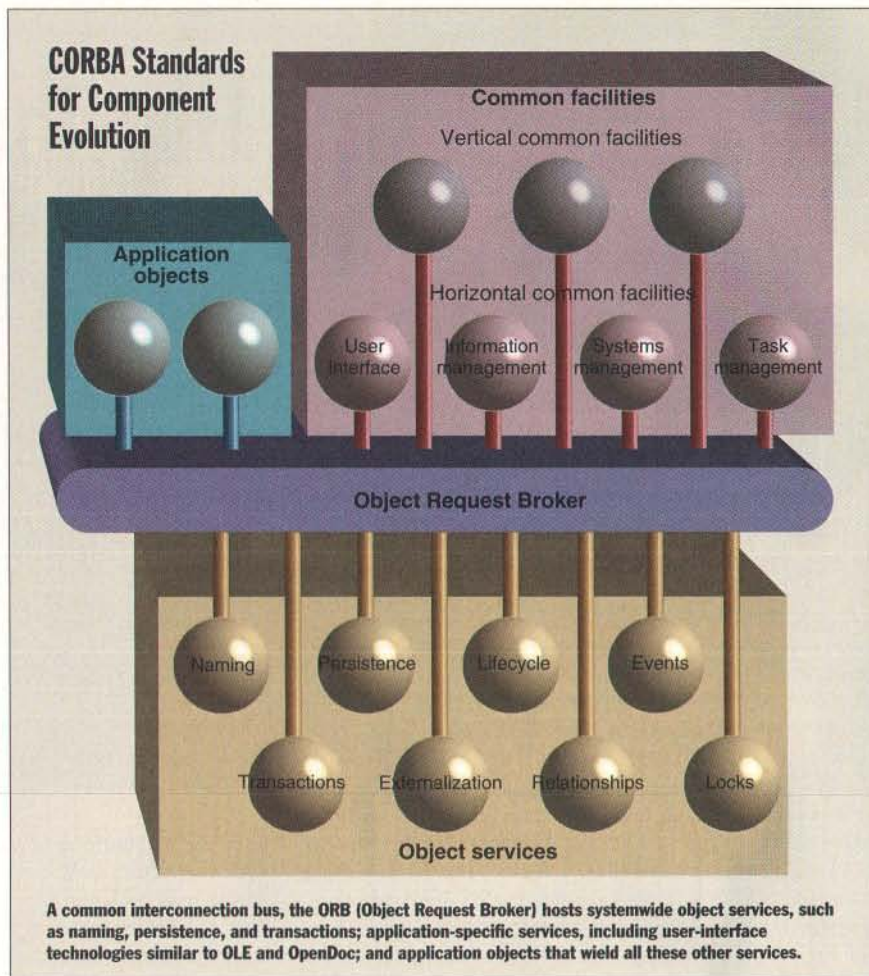 CORBA Standards
for Component
Evolution
Common facilities
Vertical common facilities
Application
objects
Horizontal common facilities
User
Interface
Information
management
Systems
management
Task
management
Object Request Broker
Naming
Persistence
Lifecycle
Events
Transactions
Externalization
Relationships
Locks
Object services
A common interconnection bus, the ORB (Object Request Broker) hosts systemwide object services, such
as naming, persistence, and transactions; application-specific services, including user-interface
technologies similar to OLE and OpenDoc; and application objects that wield all these other services.